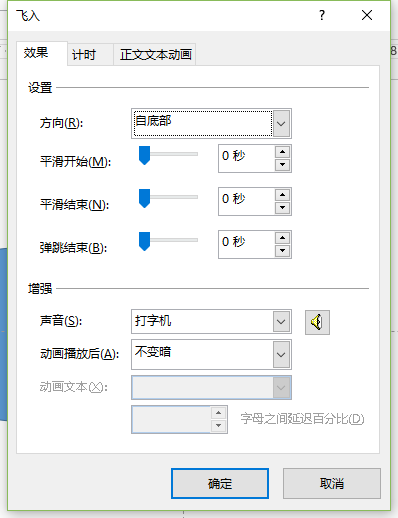 飞入
效果 计时 正文文本动画
设置
方向(R): 自底部
平滑开始(M): 0 秒
平滑结束(N): 0 秒
弹跳结束(B): 0 秒
增强
声音(S): 打字机
动画播放后(A): 不变暗
动画文本(X):
字母之间延迟百分比(D)
确定 取消